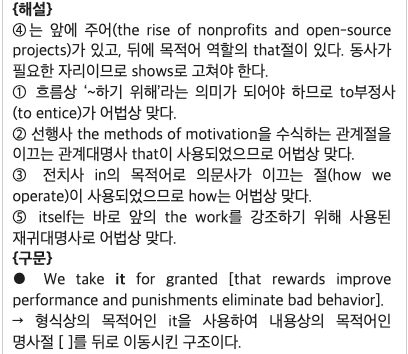 {해설}
④는 앞에 주어(the rise of nonprofits and open-source
projects)가 있고, 뒤에 목적어 역할의 that절이 있다. 동사가
필요한 자리이므로 shows로 고쳐야 한다.
① 흐름상 '~하기 위해'라는 의미가 되어야 하므로 to부정사
(to entice)가 어법상 맞다.
② 선행사 the methods of motivation을 수식하는 관계절을
이끄는 관계대명사 that이 사용되었으므로 어법상 맞다.
③ 전치사 in의 목적어로 의문사가 이끄는 절(how we
operate)이 사용되었으므로 how는 어법상 맞다.
⑤ itself는 바로 앞의 the work를 강조하기 위해 사용된
재귀대명사로 어법상 맞다.
{구문}
● We take it for granted [that rewards improve
performance and punishments eliminate bad behavior].
→ 형식상의 목적어인 it을 사용하여 내용상의 목적어인
명사절 [ ]를 뒤로 이동시킨 구조이다.